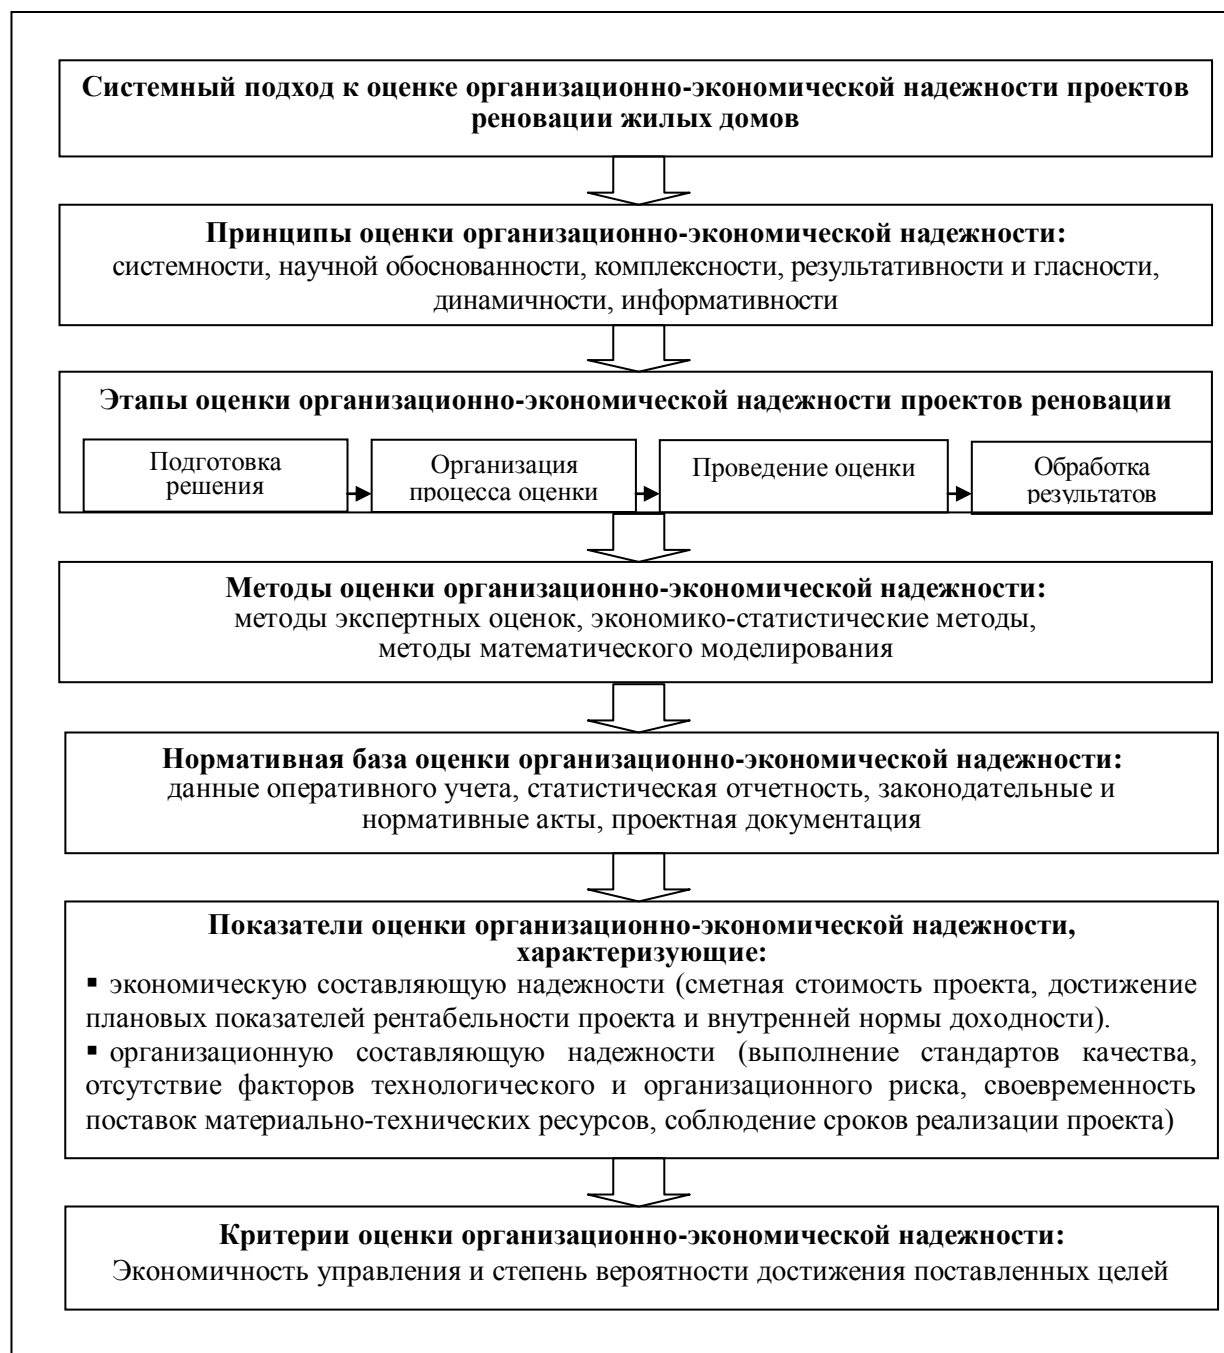 Системный подход к оценке организационно-экономической надежности проектов
реновации жилых домов
Принципы оценки организационно-экономической надежности:
системности, научной обоснованности, комплексности, результативности и гласности,
динамичности, информативности
Этапы оценки организационно-экономической надежности проектов реновации
Подготовка
решения
Организация
процесса оценки
Проведение оценки
Обработка
результатов
Методы оценки организационно-экономической надежности:
методы экспертных оценок, экономико-статистические методы,
методы математического моделирования
Нормативная база оценки организационно-экономической надежности:
данные оперативного учета, статистическая отчетность, законодательные и
нормативные акты, проектная документация
Показатели оценки организационно-экономической надежности,
характеризующие:
▪ экономическую составляющую надежности (сметная стоимость проекта, достижение
плановых показателей рентабельности проекта и внутренней нормы доходности).
▪ организационную составляющую надежности (выполнение стандартов качества,
отсутствие факторов технологического и организационного риска, своевременность
поставок материально-технических ресурсов, соблюдение сроков реализации проекта)
Критерии оценки организационно-экономической надежности:
Экономичность управления и степень вероятности достижения поставленных целей